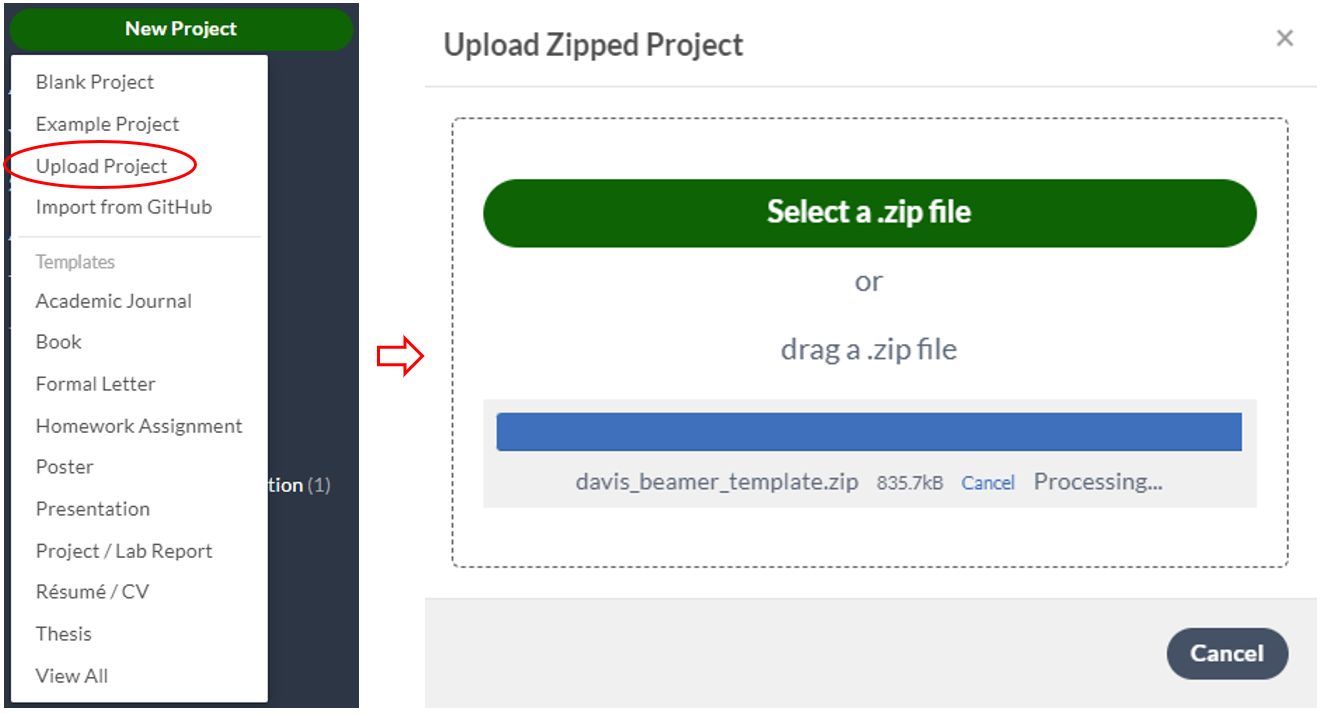 New Project
Blank Project
Example Project
Upload Project
Import from GitHub
Templates
Academic Journal
Book
Formal Letter
Homework Assignment
Poster
Presentation
Project / Lab Report
Résumé / CV
Thesis
View All
tion (1)
Upload Zipped Project
×
Select a .zip file
or
drag a .zip file
davis_beamer_template.zip 835.7kB Cancel Processing...
Cancel